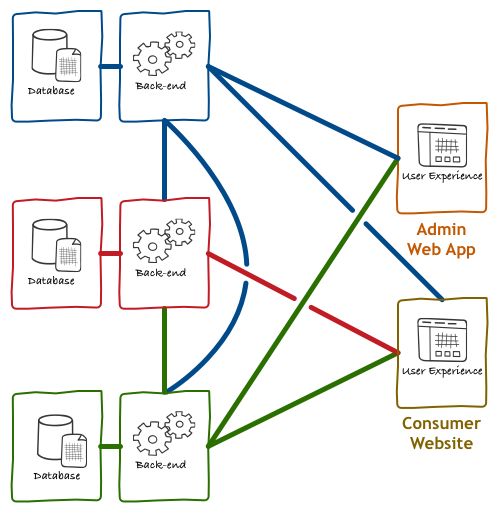 Database
Back-end
User Experience
Admin
Web App
Database
Back-end
User Experience
Consumer
Website
Database
Back-end